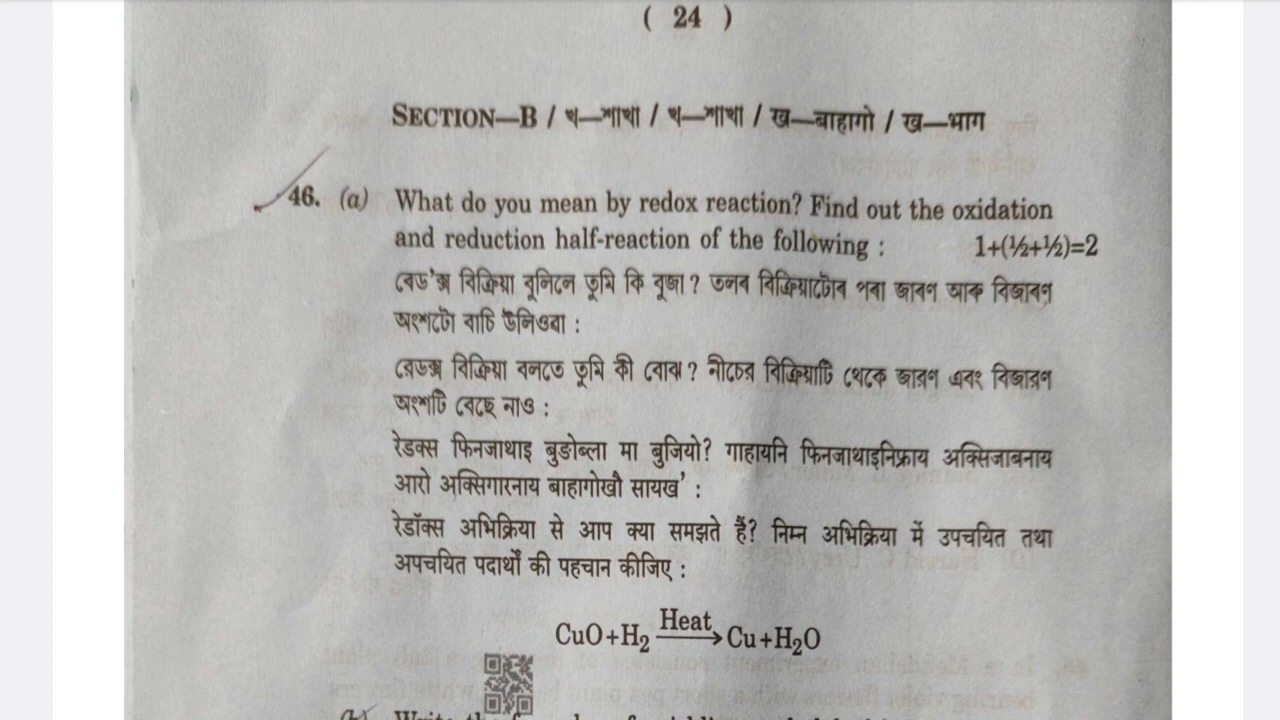 ( 24 )
SECTION—B / খ—শাখা / খ—শাখা / ख—बाहागो / ख—भाग
46. (a) What do you mean by redox reaction? Find out the oxidation
and reduction half-reaction of the following : 1+(½+½)=2
ৰেড'ক্স বিক্ৰিয়া বুলিলে তুমি কি বুজা? তলৰ বিক্ৰিয়াটোৰ পৰা জাৰণ আৰু বিজাৰণ
অংশটো বাচি উলিওৱা :
রেডক্স বিক্রিয়া বলতে তুমি কী বোঝ? নীচের বিক্রিয়াটি থেকে জারণ এবং বিজারণ
অংশটি বেছে নাও :
रेडक्स फिनजाथाइ बुङोब्ला मा बुजियो? गाहायनि फिनजाथाइनिफ्राय अक्सिजाबनाय
आरो अक्सिगारनाय बाहागोखौ सायख' :
रेडॉक्स अभिक्रिया से आप क्या समझते हैं? निम्न अभिक्रिया में उपचयित तथा
अपचयित पदार्थों की पहचान कीजिए :
CuO+H₂ Heat→ Cu+H₂O